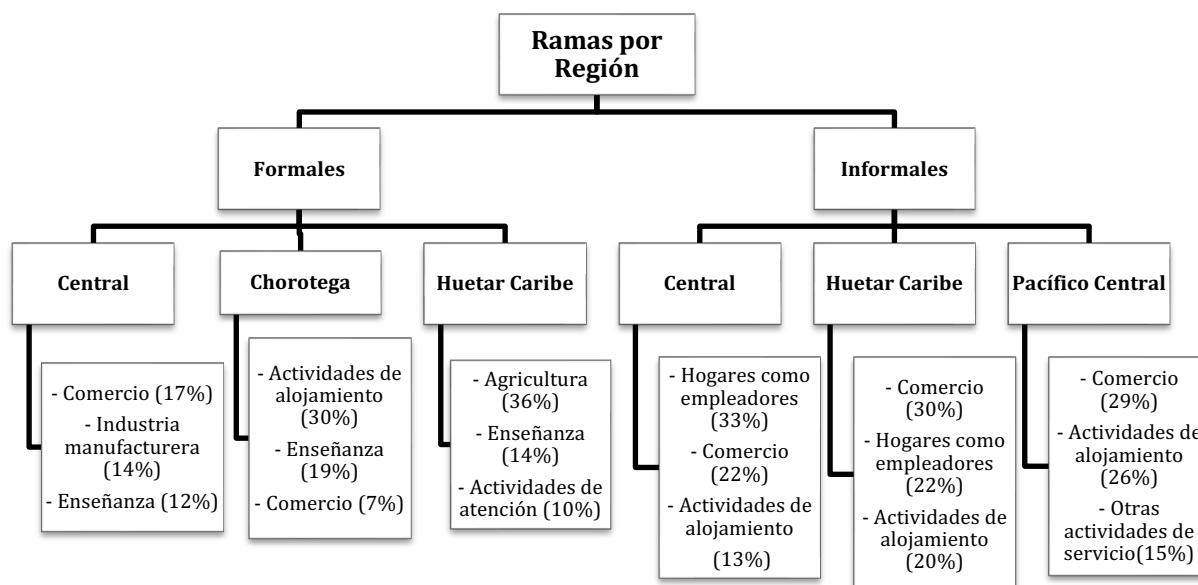 Ramas por
Región
Formales
Informales
Central
Chorotega
Huetar Caribe
Central
Huetar Caribe
Pacífico Central
- Comercio (17%)
- Industria
manufacturera
(14%)
- Enseñanza (12%)
- Actividades de
alojamiento
(30%)
- Enseñanza
(19%)
- Comercio (7%)
- Agricultura
(36%)
- Enseñanza
(14%)
- Actividades de
atención (10%)
- Hogares como
empleadores
(33%)
- Comercio
(22%)
- Actividades de
alojamiento
(13%)
- Comercio
(30%)
- Hogares como
empleadores
(22%)
- Actividades de
alojamiento
(20%)
- Comercio
(29%)
- Actividades de
alojamiento
(26%)
- Otras
actividades de
servicio(15%)